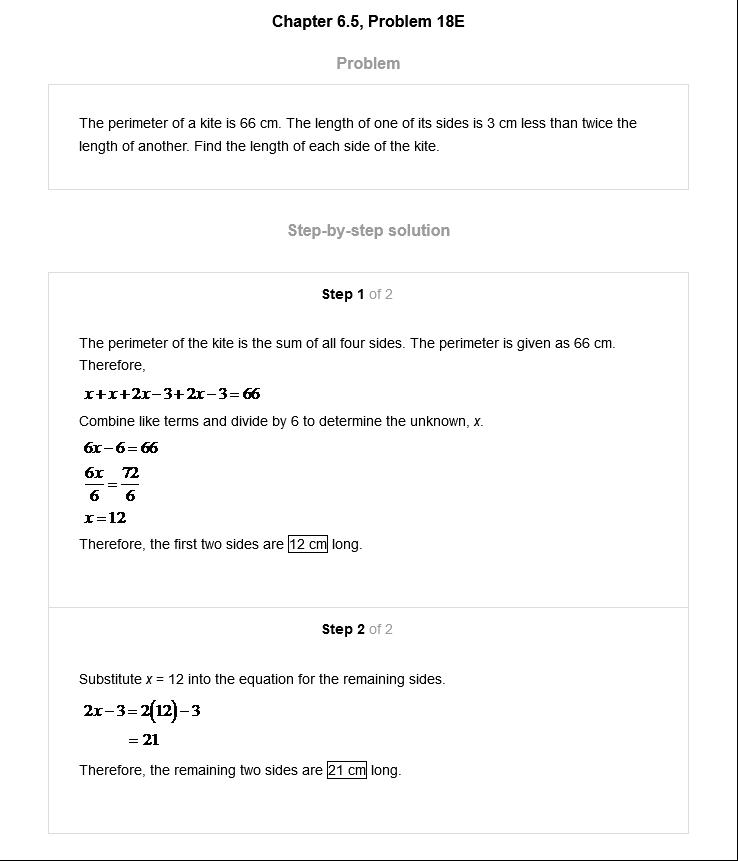 Chapter 6.5, Problem 18E
Problem
The perimeter of a kite is 66 cm. The length of one of its sides is 3 cm less than twice the
length of another. Find the length of each side of the kite.
Step-by-step solution
Step 1 of 2
The perimeter of the kite is the sum of all four sides. The perimeter is given as 66 cm.
Therefore,
x+x+2x−3+2x−3=66
Combine like terms and divide by 6 to determine the unknown, x.
6x−6=66
6x/6=72/6
x=12
Therefore, the first two sides are 12 cm long.
Step 2 of 2
Substitute x = 12 into the equation for the remaining sides.
2x−3=2(12)−3
=21
Therefore, the remaining two sides are 21 cm long.